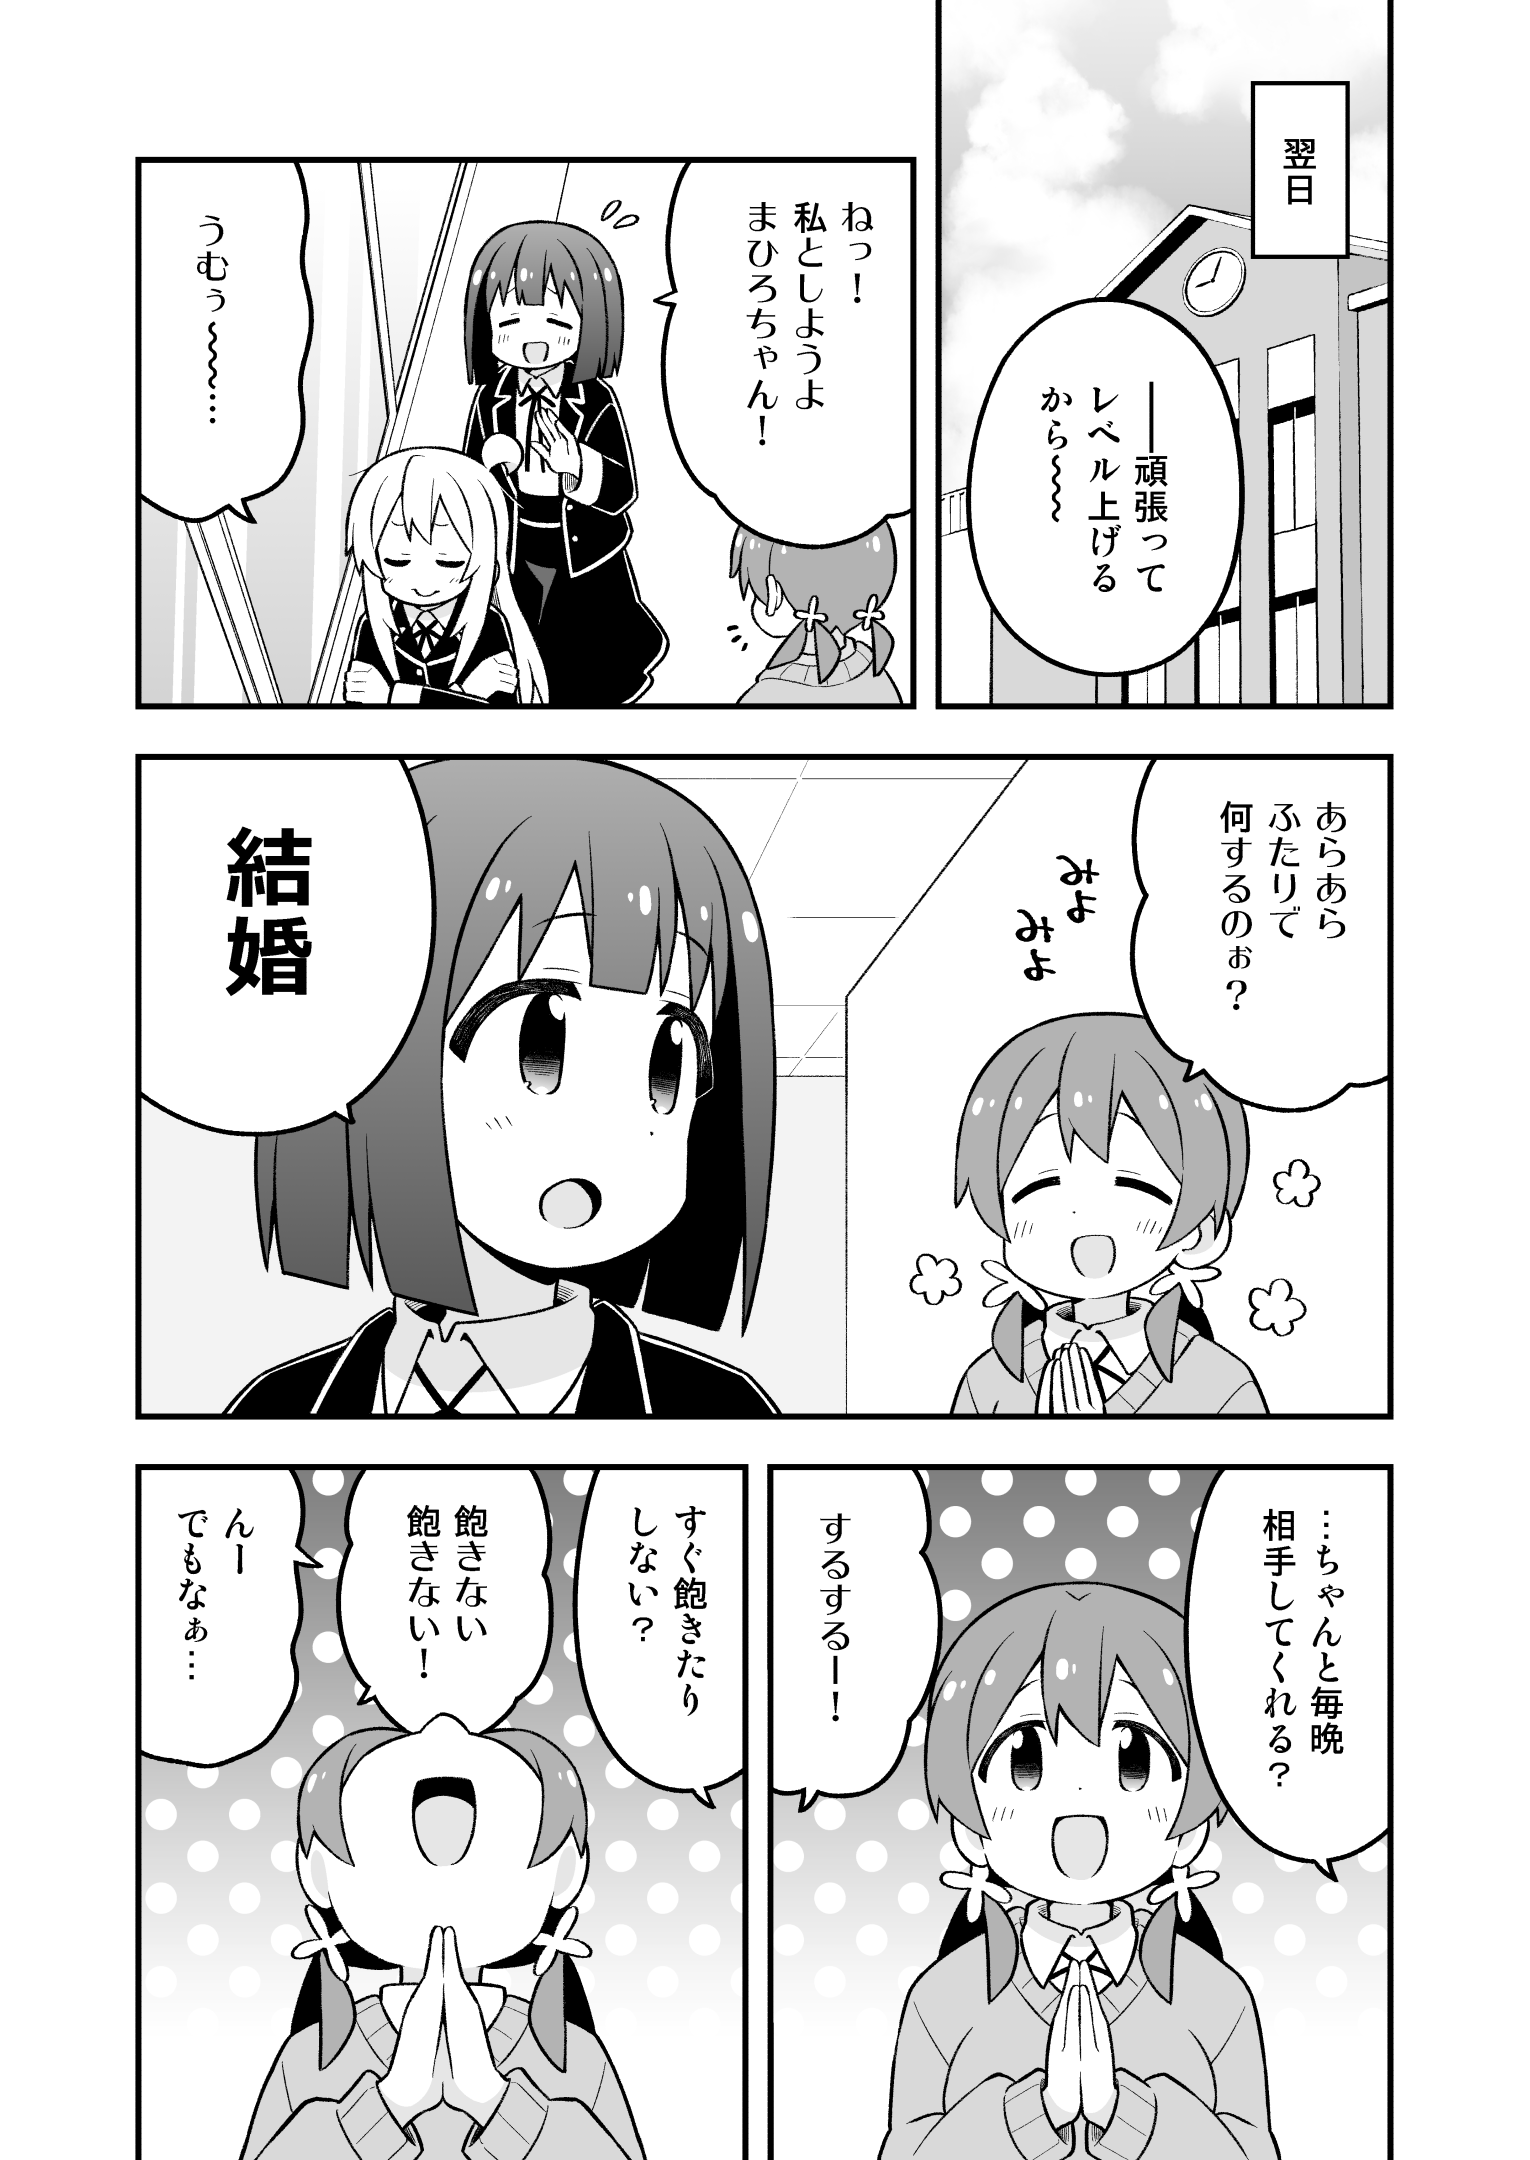 翌日
――頑張って
レベル上げる
から〜〜〜
ねっ！
私としようよ
まひろちゃん！
うむぅ〜〜〜…
あらあら
ふたりで
何するのぉ？
およ
およ
結婚
…ちゃんと毎晩
相手してくれる？
するするー！
すぐ飽きたり
しない？
飽きない
飽きない！
んー
でもなぁ…